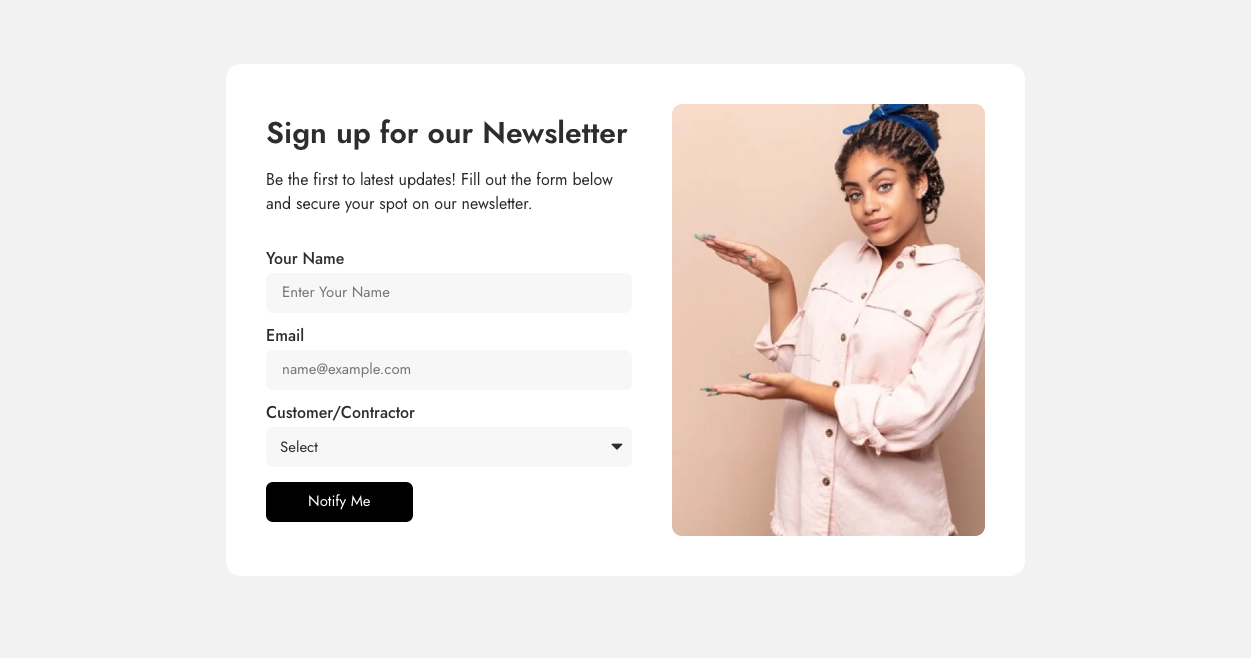 Sign up for our Newsletter
Be the first to latest updates! Fill out the form below
and secure your spot on our newsletter.
Your Name
Enter Your Name
Email
name@example.com
Customer/Contractor
Select
Notify Me